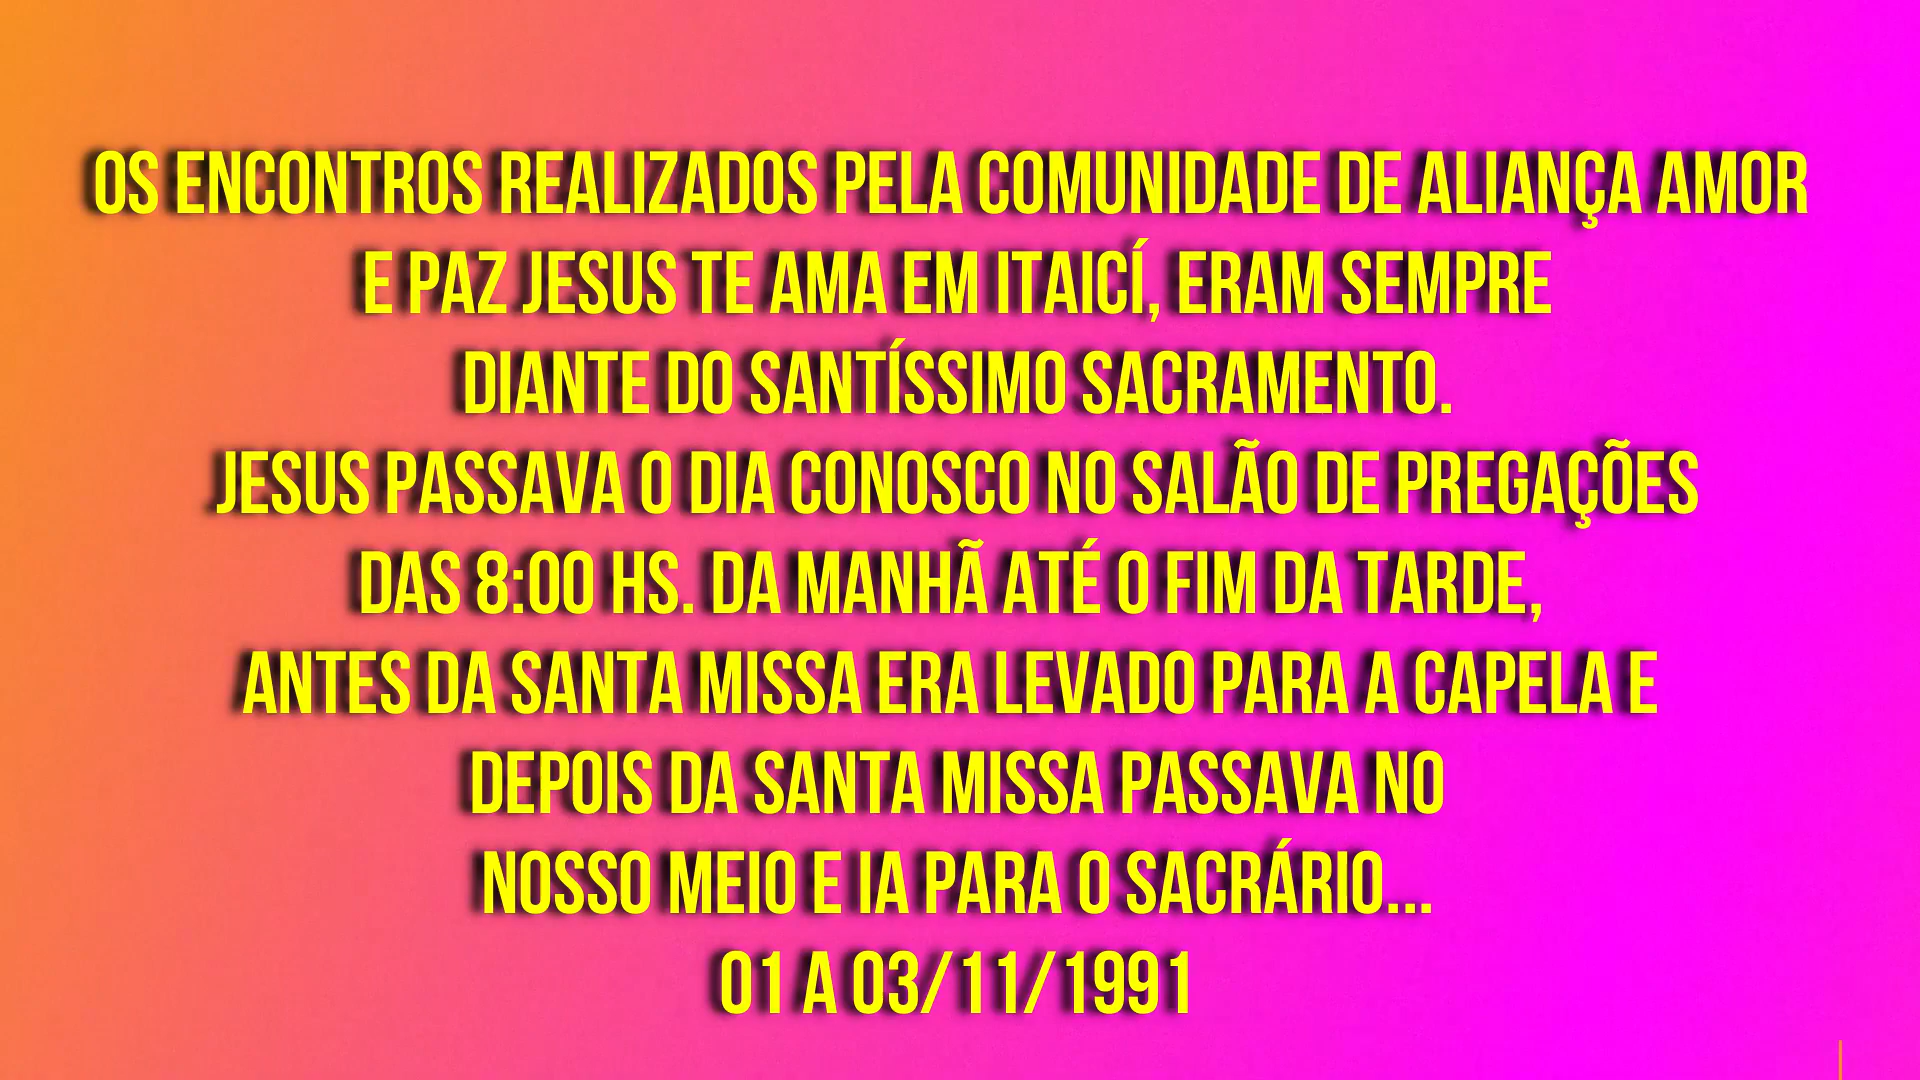 OS ENCONTROS REALIZADOS PELA COMUNIDADE DE ALIANÇA AMOR
E PAZ JESUS TE AMA EM ITAICÍ, ERAM SEMPRE
DIANTE DO SANTÍSSIMO SACRAMENTO.
JESUS PASSAVA O DIA CONOSCO NO SALÃO DE PREGAÇÕES
DAS 8:00 HS. DA MANHÃ ATÉ O FIM DA TARDE,
ANTES DA SANTA MISSA ERA LEVADO PARA A CAPELA E
DEPOIS DA SANTA MISSA PASSAVA NO
NOSSO MEIO E IA PARA O SACRÁRIO...
01 A 03/11/1991